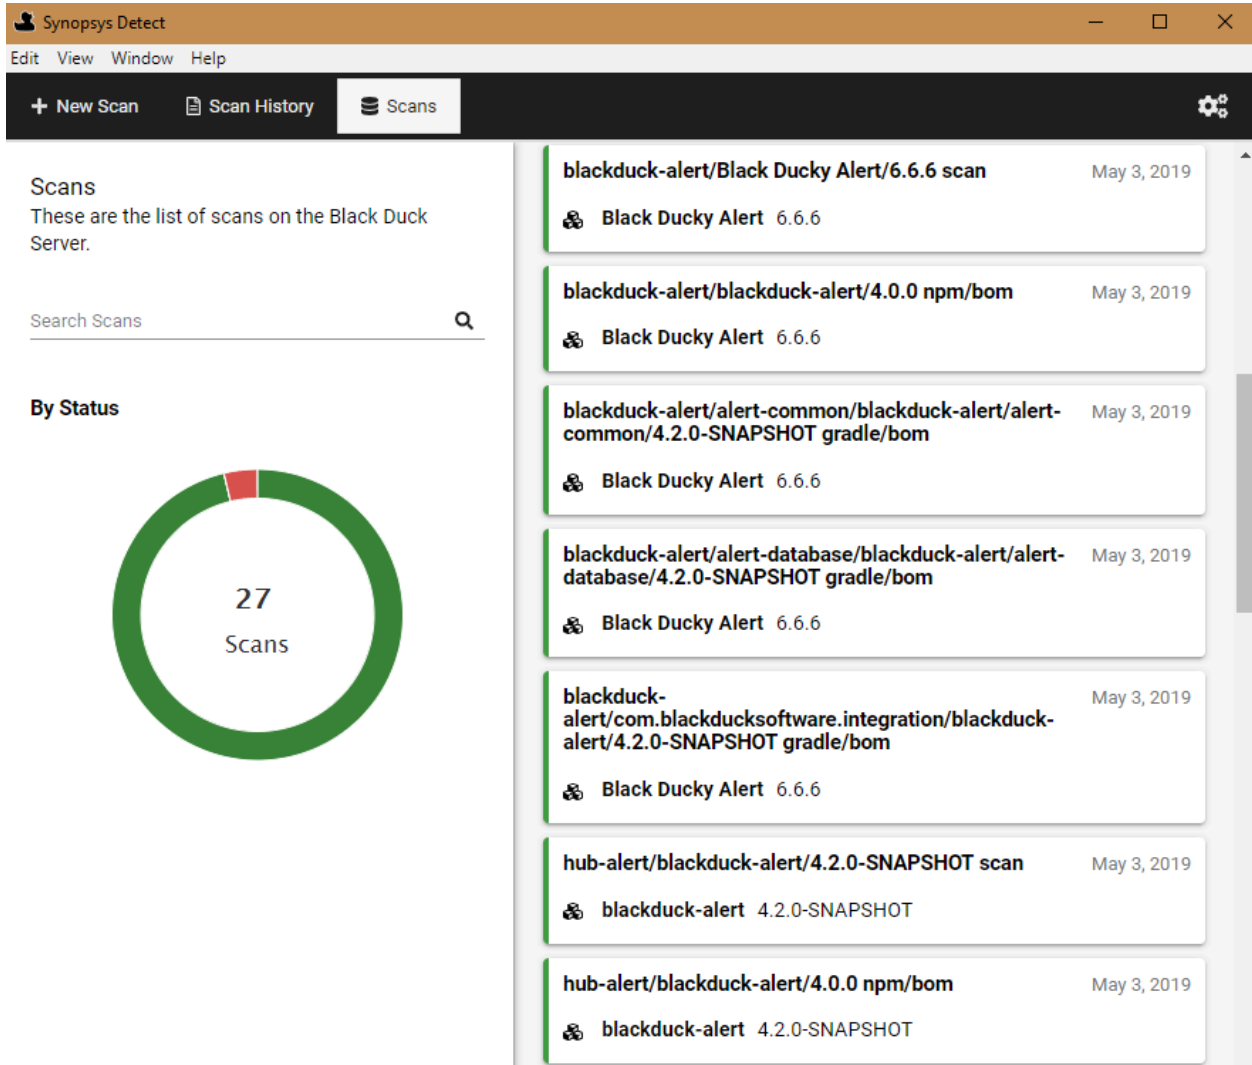 Synopsys Detect
Edit View Window Help
New Scan Scan History Scans
Scans
These are the list of scans on the Black Duck
Server.
Search Scans
By Status
27
Scans
blackduck-alert/Black Ducky Alert/6.6.6 scan May 3, 2019
Black Ducky Alert 6.6.6
blackduck-alert/blackduck-alert/4.0.0 npm/bom May 3, 2019
Black Ducky Alert 6.6.6
blackduck-alert/alert-common/blackduck-alert/alert- May 3, 2019
common/4.2.0-SNAPSHOT gradle/bom
Black Ducky Alert 6.6.6
blackduck-alert/alert-database/blackduck-alert/alert- May 3, 2019
database/4.2.0-SNAPSHOT gradle/bom
Black Ducky Alert 6.6.6
blackduck- May 3, 2019
alert/com.blackducksoftware.integration/blackduck-
alert/4.2.0-SNAPSHOT gradle/bom
Black Ducky Alert 6.6.6
hub-alert/blackduck-alert/4.2.0-SNAPSHOT scan May 3, 2019
blackduck-alert 4.2.0-SNAPSHOT
hub-alert/blackduck-alert/4.0.0 npm/bom May 3, 2019
blackduck-alert 4.2.0-SNAPSHOT